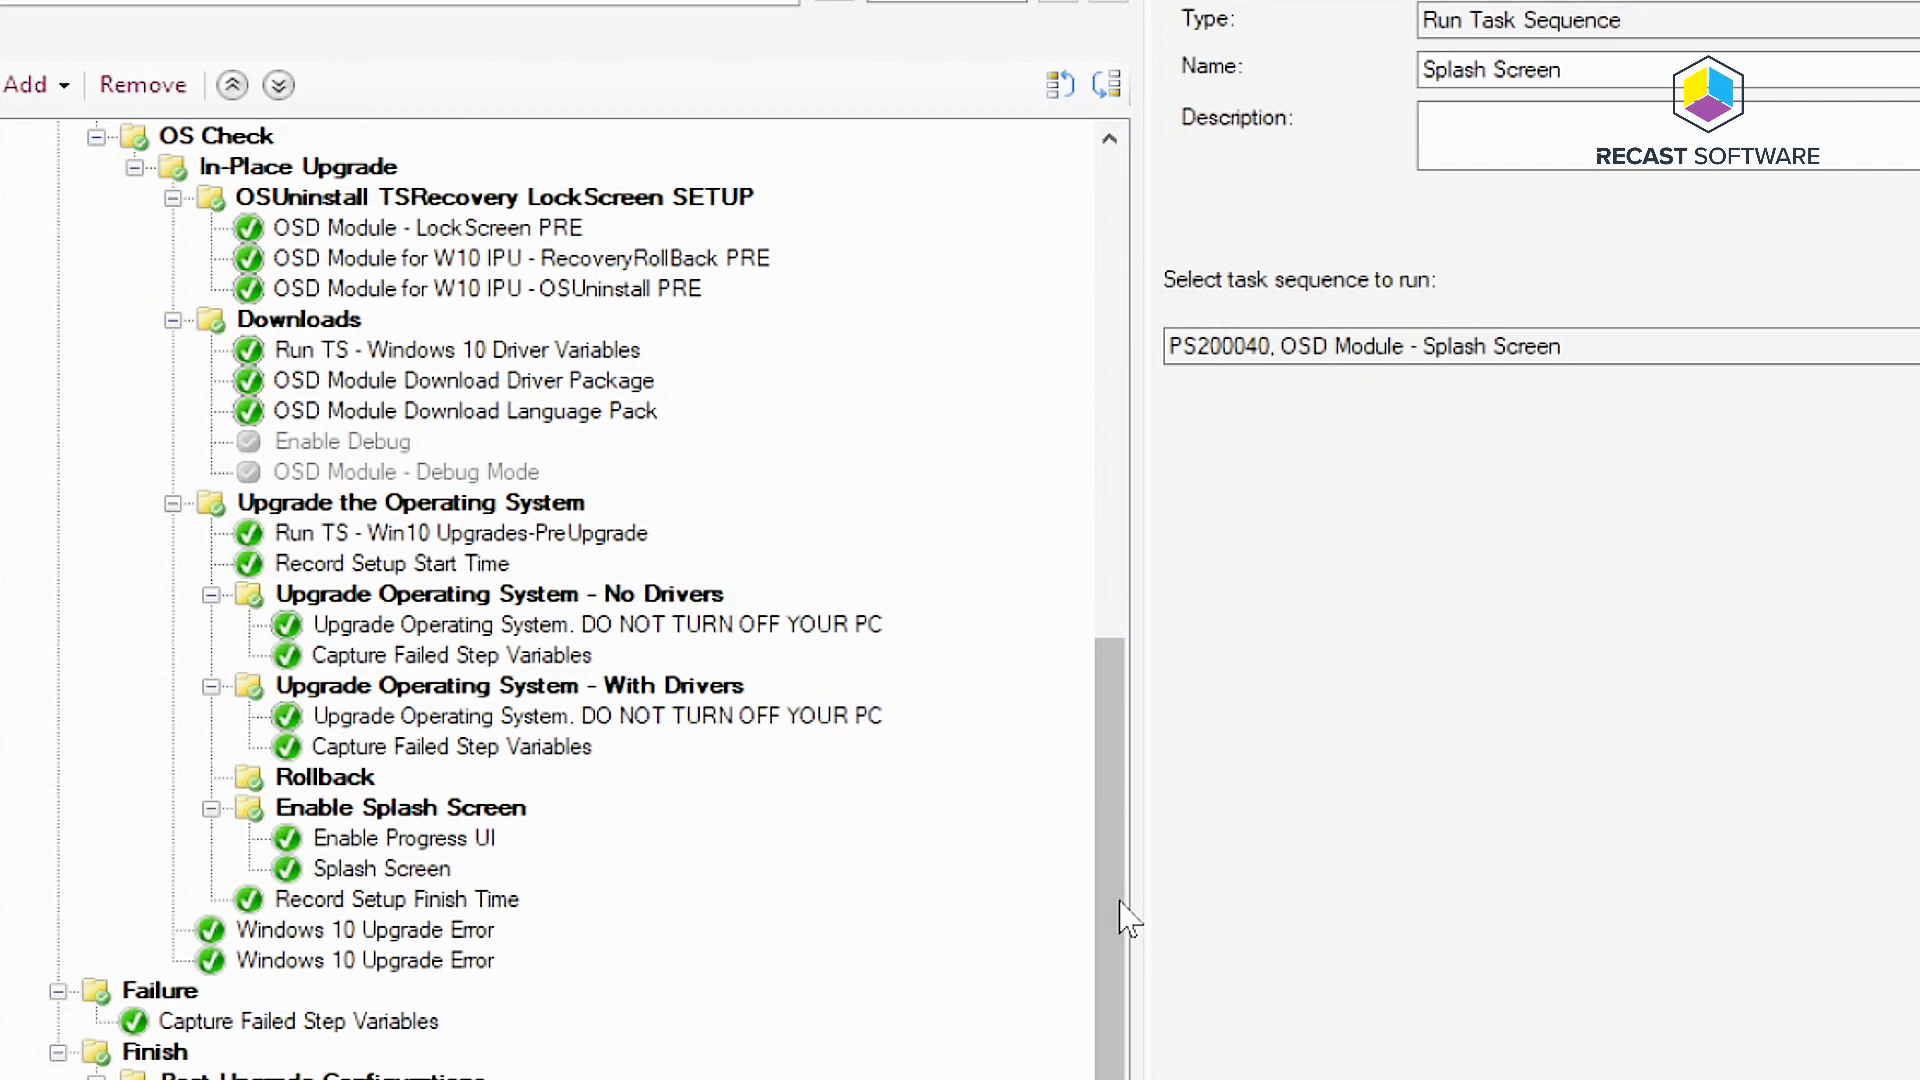 Add
Remove
OS Check
In-Place Upgrade
OSUninstall TSRecovery LockScreen SETUP
OSD Module - LockScreen PRE
OSD Module for W10 IPU - RecoveryRollBack PRE
OSD Module for W10 IPU - OSUninstall PRE
Downloads
Run TS - Windows 10 Driver Variables
OSD Module Download Driver Package
OSD Module Download Language Pack
Enable Debug
OSD Module - Debug Mode
Upgrade the Operating System
Run TS - Win10 Upgrades-PreUpgrade
Record Setup Start Time
Upgrade Operating System - No Drivers
Upgrade Operating System. DO NOT TURN OFF YOUR PC
Capture Failed Step Variables
Upgrade Operating System - With Drivers
Upgrade Operating System. DO NOT TURN OFF YOUR PC
Capture Failed Step Variables
Rollback
Enable Splash Screen
Enable Progress UI
Splash Screen
Record Setup Finish Time
Windows 10 Upgrade Error
Windows 10 Upgrade Error
Failure
Capture Failed Step Variables
Finish
Post Upgrade Configurations
Type:
Run Task Sequence
Name:
Splash Screen
Description:
RECAST SOFTWARE
Select task sequence to run:
PS200040, OSD Module - Splash Screen